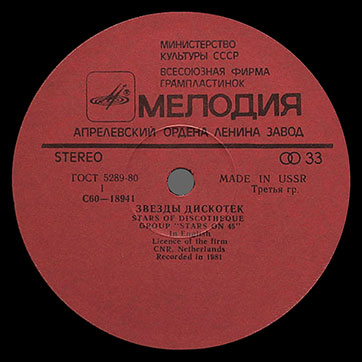 МИНИСТЕРСТВО
КУЛЬТУРЫ СССР
ВСЕСОЮЗНАЯ ФИРМА
ГРАМПЛАСТИНОК
МЕЛОДИЯ
АПРЕЛЕВСКИЙ ОРДЕНА ЛЕНИНА ЗАВОД
STEREO
33
ГОСТ 5289-80
MADE IN USSR
1
Третья гр.
С60—18941
ЗВЕЗДЫ ДИСКОТЕК
STARS OF DISCOTHEQUE
GROUP "STARS ON 45"
In English
Licence of the firm
CNR, Netherlands
Recorded in 1981